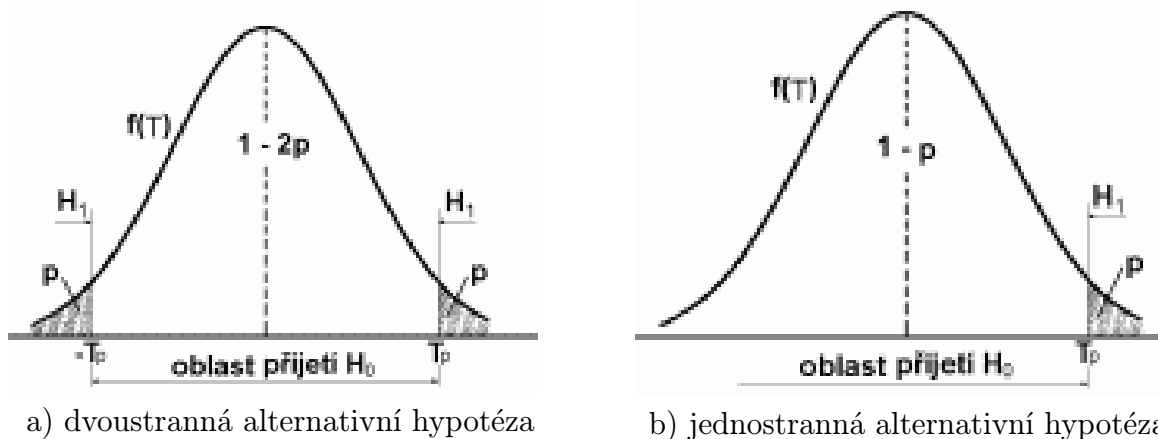 f(T)
1 - 2p
H₁
H₁
p
p
-Tₚ
Tₚ
oblast přijetí H₀
a) dvoustranná alternativní hypotéza
f(T)
1 - p
H₁
p
Tₚ
oblast přijetí H₀
b) jednostranná alternativní hypotéza